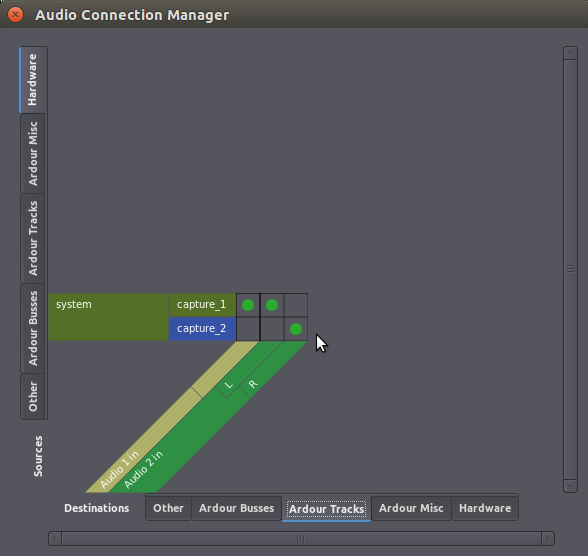 Audio Connection Manager
Hardware
Ardour Misc
Ardour Tracks
Ardour Busses
Other
Sources
system
capture_1
capture_2
L
R
Audio 1 in
Audio 2 in
Destinations
Other
Ardour Busses
Ardour Tracks
Ardour Misc
Hardware